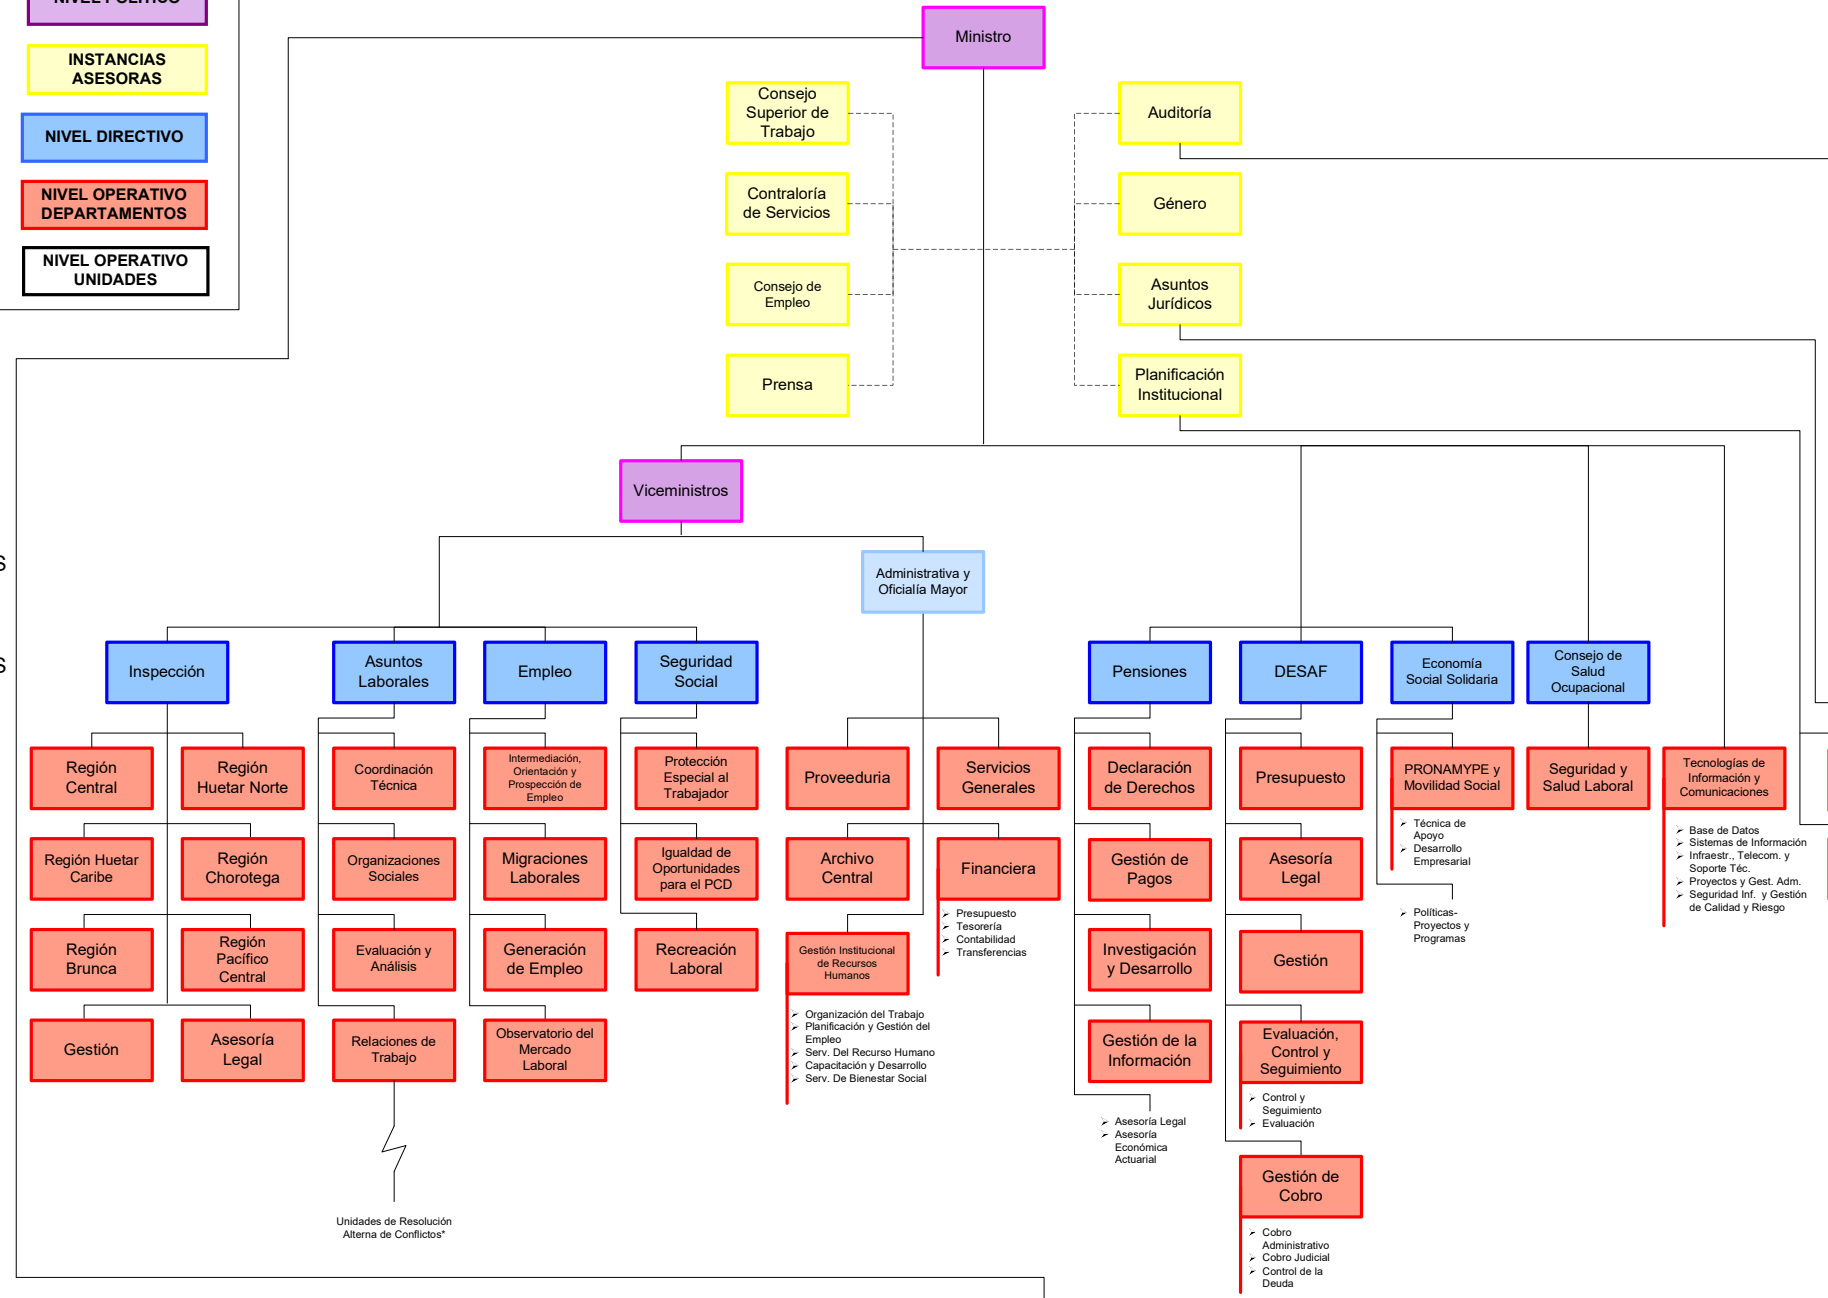 NIVEL POLÍTICO
INSTANCIAS
ASESORAS
NIVEL DIRECTIVO
NIVEL OPERATIVO
DEPARTAMENTOS
NIVEL OPERATIVO
UNIDADES
S
S
Ministro
Consejo
Superior de
Trabajo
Contraloría
de Servicios
Consejo de
Empleo
Prensa
Auditoría
Género
Asuntos
Jurídicos
Planificación
Institucional
Viceministros
Administrativa y
Oficialía Mayor
Inspección
Asuntos
Laborales
Empleo
Seguridad
Social
Pensiones
DESAF
Economía
Social Solidaria
Consejo de
Salud
Ocupacional
Región
Central
Región
Huetar Norte
Región Huetar
Caribe
Región
Chorotega
Región
Brunca
Región
Pacífico
Central
Gestión
Asesoría
Legal
Coordinación
Técnica
Organizaciones
Sociales
Evaluación y
Análisis
Relaciones de
Trabajo
Unidades de Resolución
Alterna de Conflictos*
Intermediación,
Orientación y
Prospección de
Empleo
Migraciones
Laborales
Generación
de Empleo
Observatorio del
Mercado
Laboral
Protección
Especial al
Trabajador
Igualdad de
Oportunidades
para el PCD
Recreación
Laboral
Proveeduria
Servicios
Generales
Archivo
Central
Financiera
➢ Presupuesto
➢ Tesorería
➢ Contabilidad
➢ Transferencias
Gestión Institucional
de Recursos
Humanos
➢ Organización del Trabajo
➢ Planificación y Gestión del
Empleo
➢ Serv. Del Recurso Humano
➢ Capacitación y Desarrollo
➢ Serv. De Bienestar Social
Declaración
de Derechos
Gestión de
Pagos
Investigación
y Desarrollo
Gestión de la
Información
➢ Asesoría Legal
➢ Asesoría
Económica
Actuarial
Presupuesto
Asesoría
Legal
Gestión
Evaluación,
Control y
Seguimiento
➢ Control y
Seguimiento
➢ Evaluación
Gestión de
Cobro
➢ Cobro
Administrativo
➢ Cobro Judicial
➢ Control de la
Deuda
PRONAMYPE y
Movilidad Social
➢ Técnica de
Apoyo
➢ Desarrollo
Empresarial
➢ Políticas-
Proyectos y
Programas
Seguridad y
Salud Laboral
Tecnologías de
Información y
Comunicaciones
➢ Base de Datos
➢ Sistemas de Información
➢ Infraestr., Telecom. y
Soporte Téc.
➢ Proyectos y Gest. Adm.
➢ Seguridad Inf. y Gestión
de Calidad y Riesgo